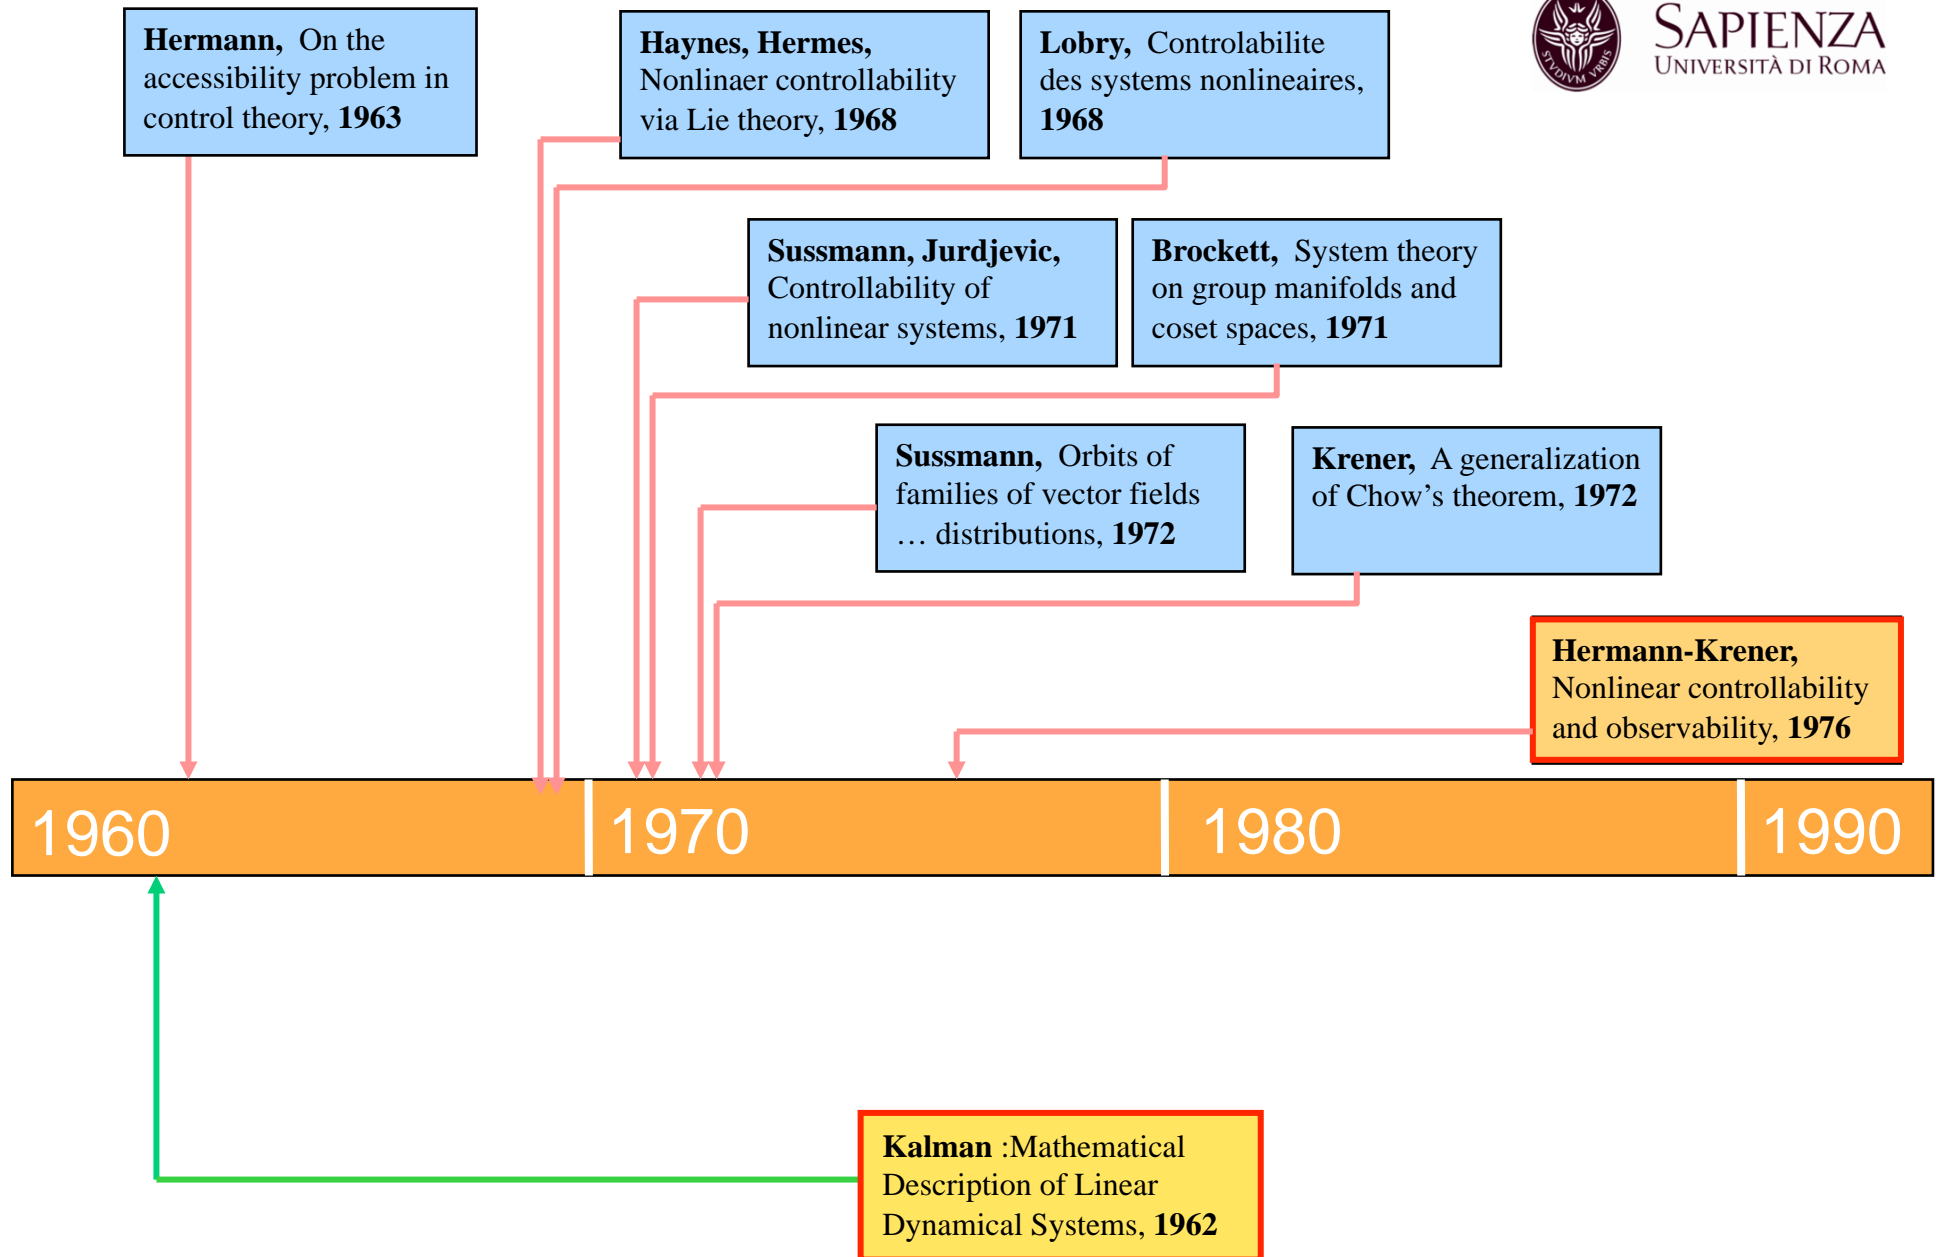 Hermann, On the
accessibility problem in
control theory, 1963
Haynes, Hermes,
Nonlinaer controllability
via Lie theory, 1968
Lobry, Controlabilite
des systems nonlineaires,
1968
STVDIVM VRBIS
SAPIENZA
UNIVERSITÀ DI ROMA
Sussmann, Jurdjevic,
Controllability of
nonlinear systems, 1971
Brockett, System theory
on group manifolds and
coset spaces, 1971
Sussmann, Orbits of
families of vector fields
… distributions, 1972
Krener, A generalization
of Chow’s theorem, 1972
Hermann-Krener,
Nonlinear controllability
and observability, 1976
1960
1970
1980
1990
Kalman :Mathematical
Description of Linear
Dynamical Systems, 1962